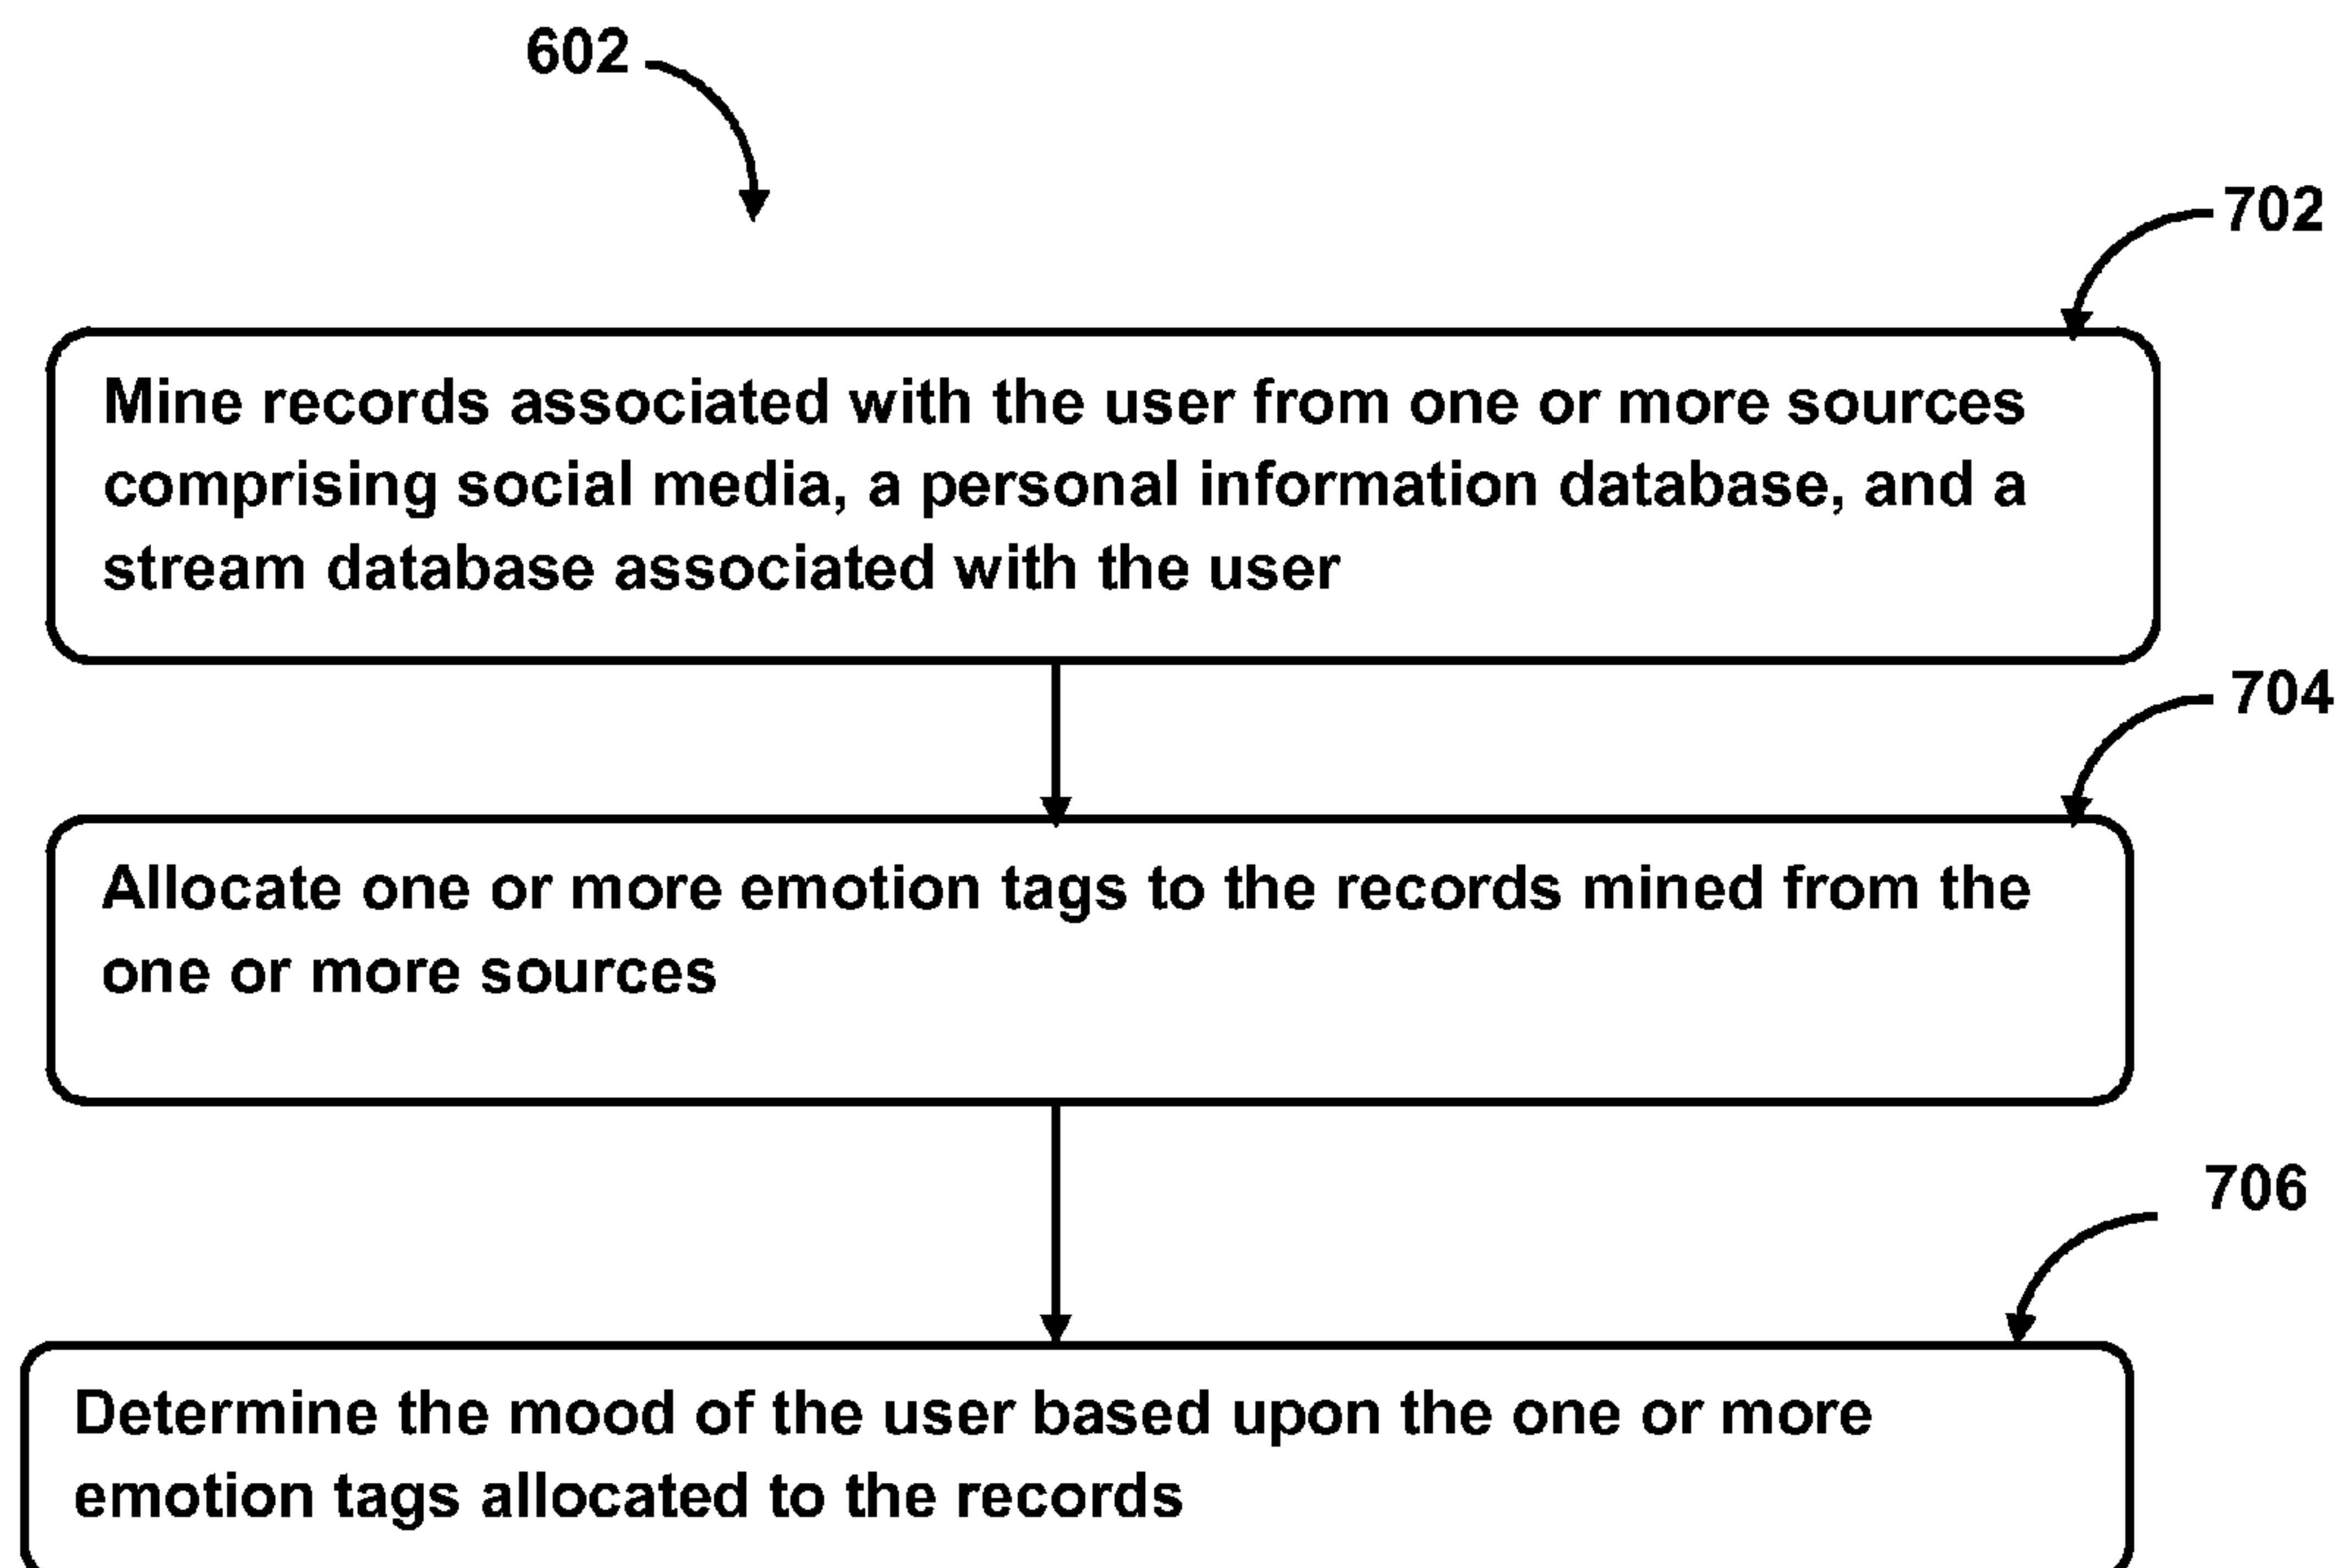 602
702
Mine records associated with the user from one or more sources
comprising social media, a personal information database, and a
stream database associated with the user
704
Allocate one or more emotion tags to the records mined from the
one or more sources
706
Determine the mood of the user based upon the one or more
emotion tags allocated to the records